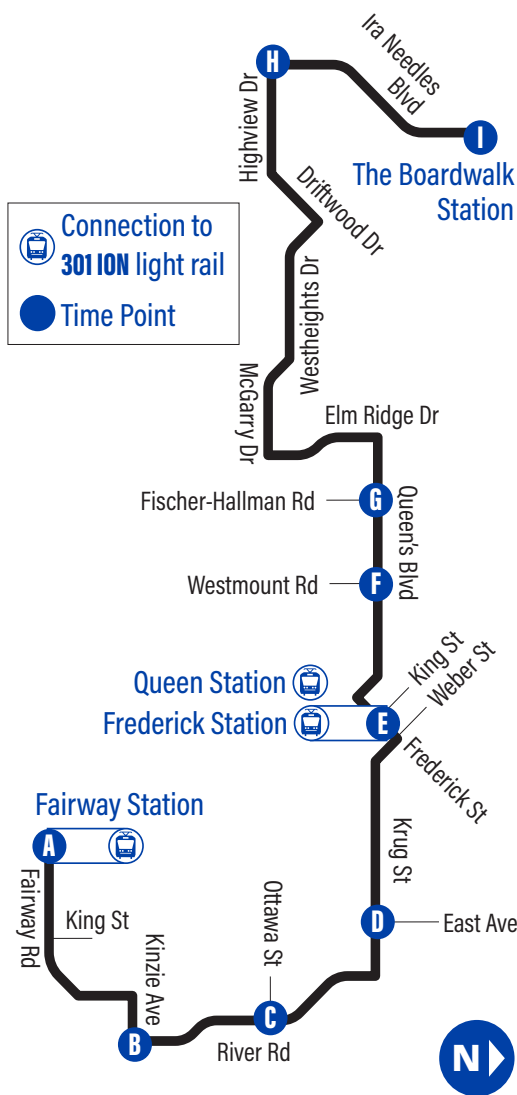 Ira Needles
Blvd
H
Highview Dr
I
The Boardwalk
Station
Driftwood Dr
Connection to
301 ION light rail
Time Point
Westheights Dr
McGarry Dr
Elm Ridge Dr
Fischer-Hallman Rd
G
Queen's Blvd
Westmount Rd
F
King St
Weber St
Queen Station
Frederick Station
E
Frederick St
Fairway Station
A
Krug St
Fairway Rd
King St
Ottawa St
D
East Ave
Kinzie Ave
C
B
River Rd
N